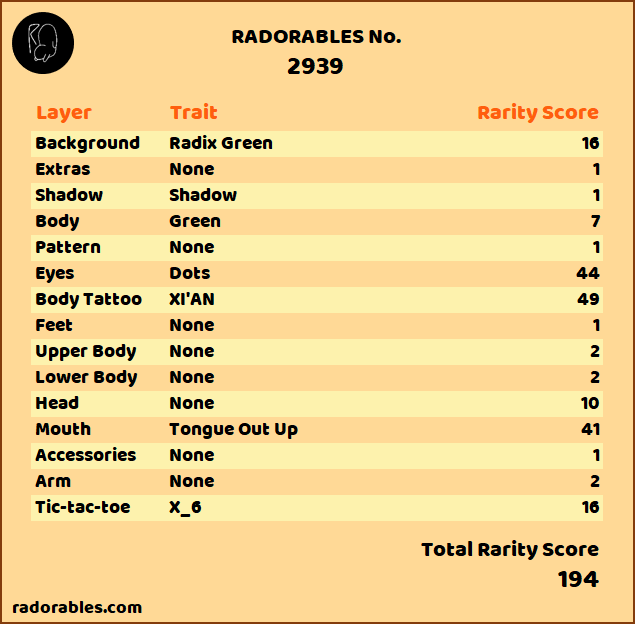 RADORABLES No.
2939
Layer Trait Rarity Score
Background Radix Green 16
Extras None 1
Shadow Shadow 1
Body Green 7
Pattern None 1
Eyes Dots 44
Body Tattoo XI'AN 49
Feet None 1
Upper Body None 2
Lower Body None 2
Head None 10
Mouth Tongue Out Up 41
Accessories None 1
Arm None 2
Tic-tac-toe X_6 16
Total Rarity Score
194
radorables.com